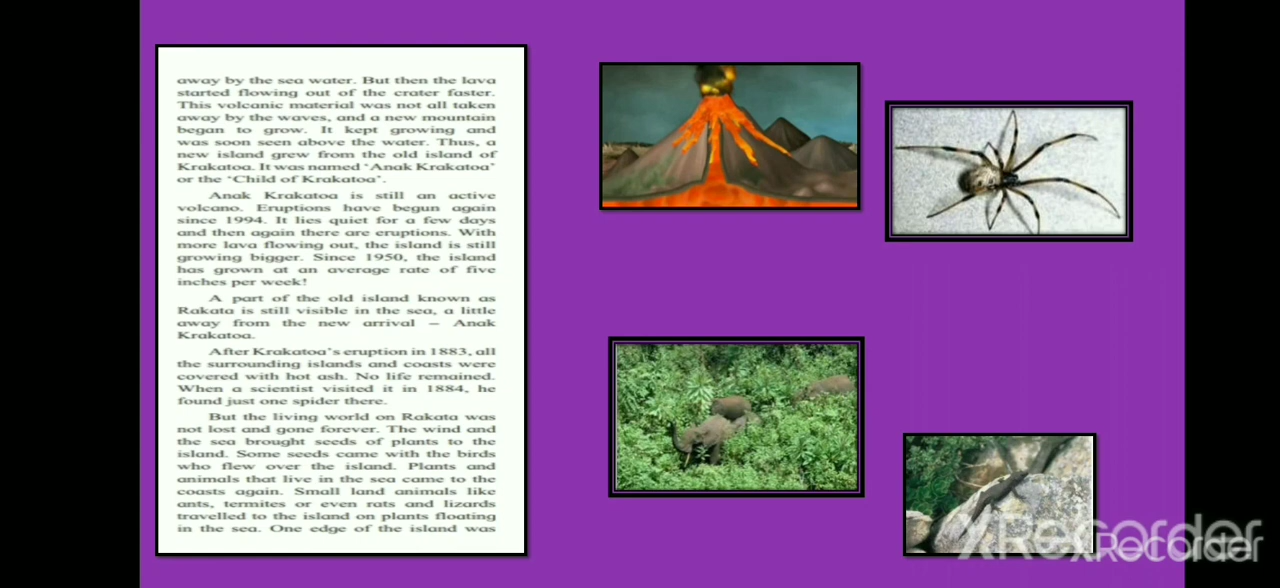 away by the sea water. But then the lava
started flowing out of the crater faster.
This volcanic material was not all taken
away by the waves, and a new mountain
began to grow. It kept growing and
was soon seen above the water. Thus, a
new island grew from the old island of
Krakatoa. It was named ‘Anak Krakatoa’
or the ‘Child of Krakatoa’.
Anak Krakatoa is still an active
volcano. Eruptions have begun again
since 1994. It lies quiet for a few days
and then again there are eruptions. With
more lava flowing out, the island is still
growing bigger. Since 1950, the island
has grown at an average rate of five
inches per week!
A part of the old island known as
Rakata is still visible in the sea, a little
away from the new arrival — Anak
Krakatoa.
After Krakatoa’s eruption in 1883, all
the surrounding islands and coasts were
covered with hot ash. No life remained.
When a scientist visited it in 1884, he
found just one spider there.
But the living world on Rakata was
not lost and gone forever. The wind and
the sea brought seeds of plants to the
island. Some seeds came with the birds
who flew over the island. Plants and
animals that live in the sea came to the
coasts again. Small land animals like
ants, termites or even rats and lizards
travelled to the island on plants floating
in the sea. One edge of the island was
XRecorder
XRecorder